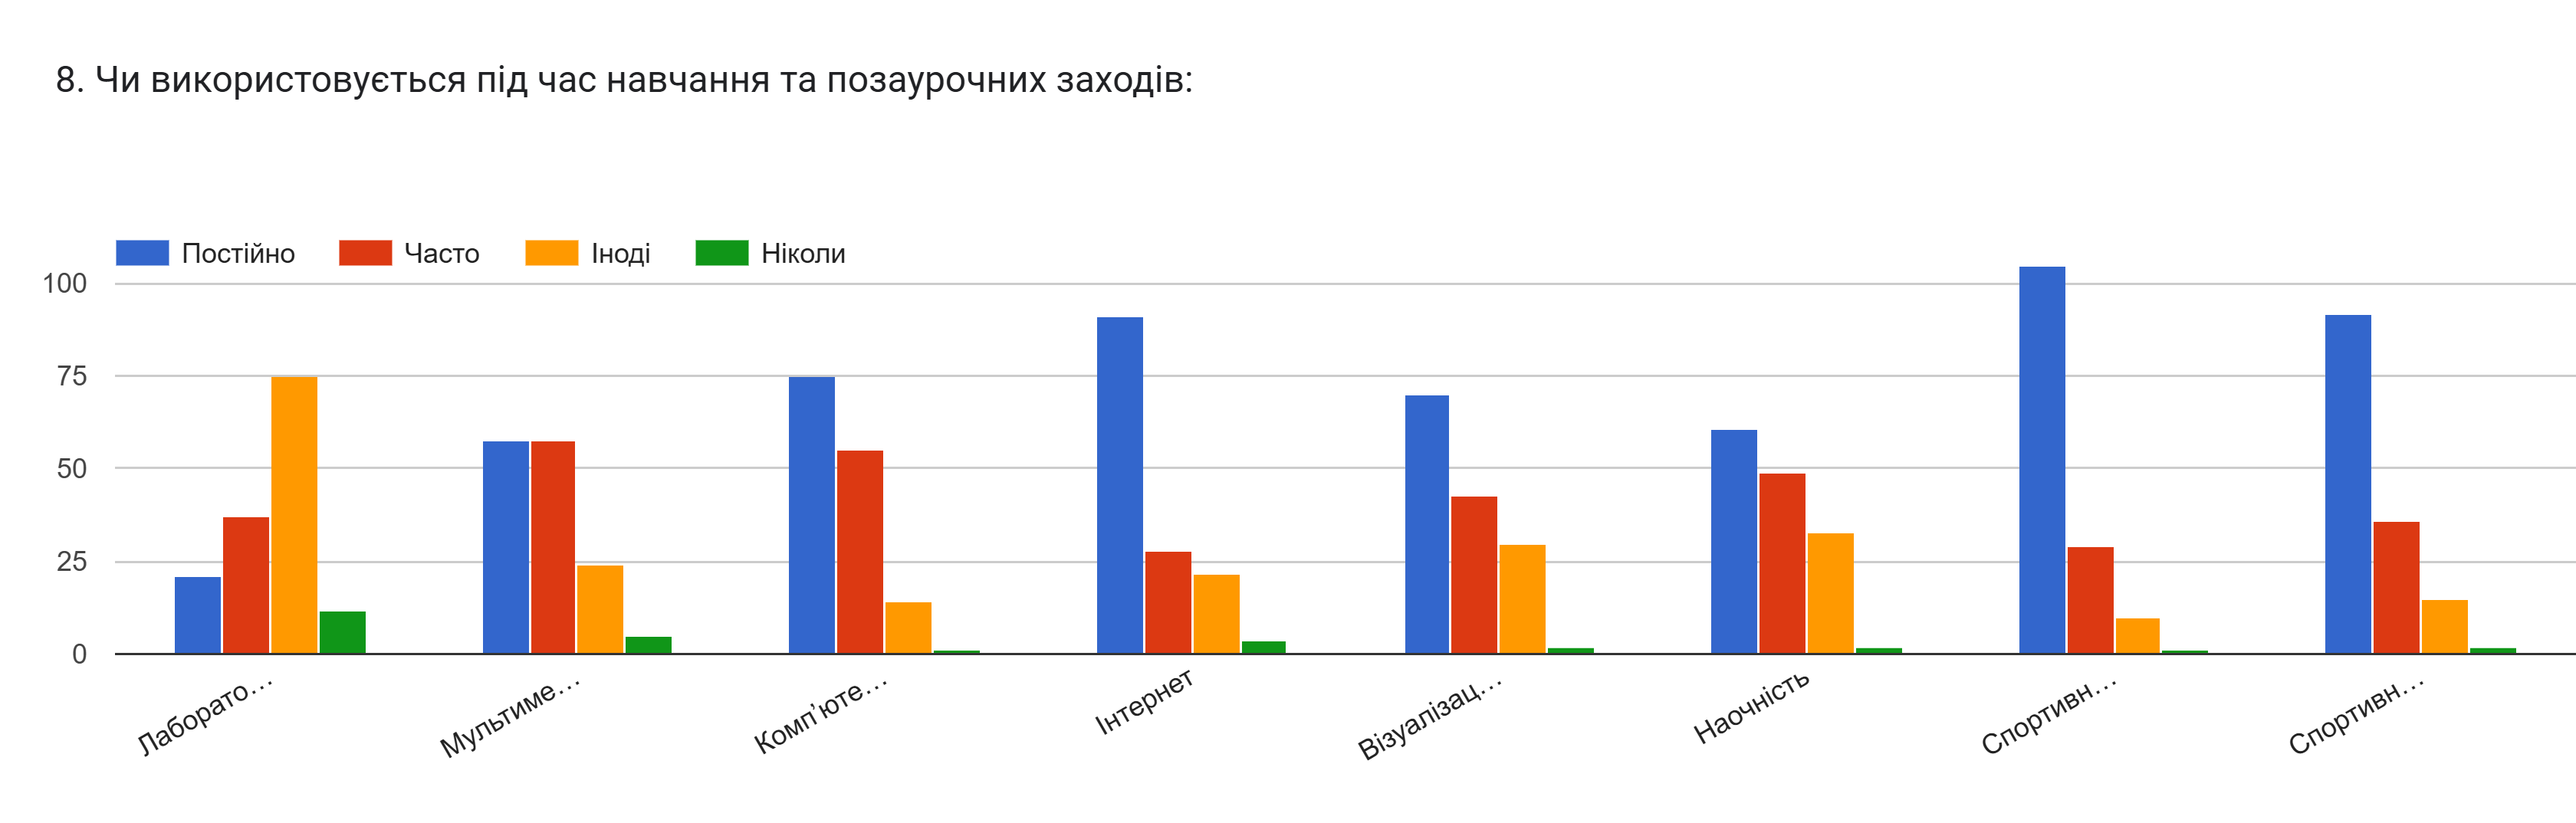 8. Чи використовується під час навчання та позаурочних заходів:
Постійно Часто Іноді Ніколи
100
75
50
25
0
Лаборато…
Мультиме…
Комп’юте…
Інтернет
Візуалізац…
Наочність
Спортивн…
Спортивн…